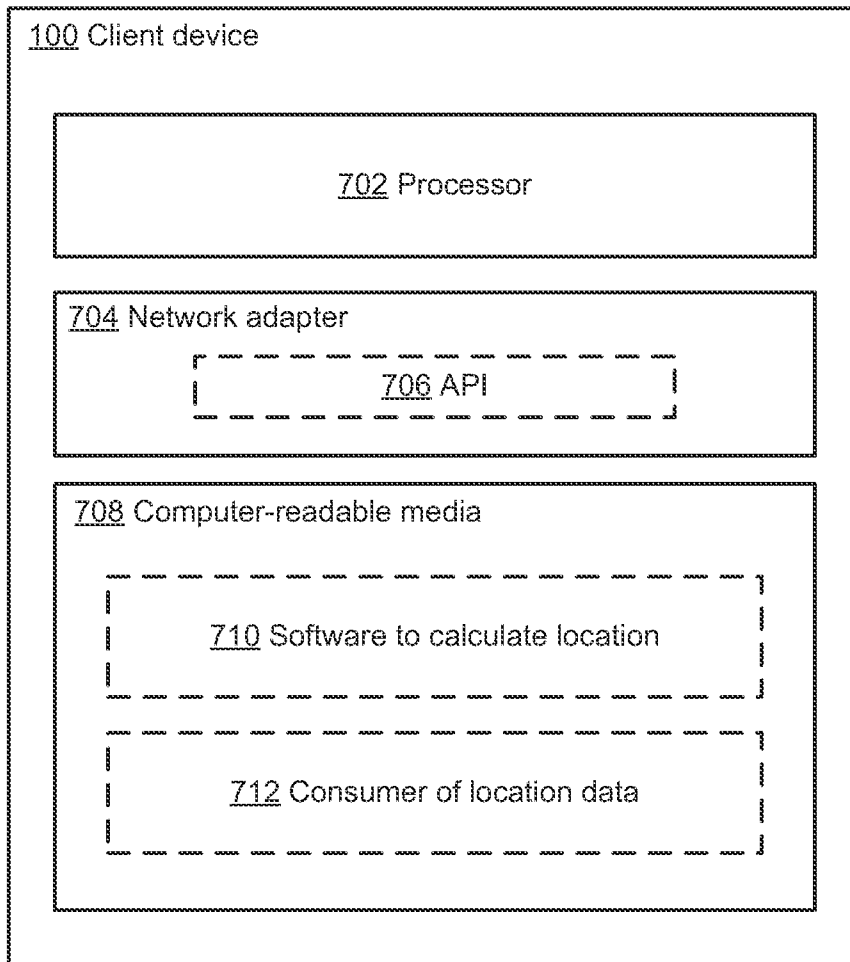 100 Client device
702 Processor
704 Network adapter
706 API
708 Computer-readable media
710 Software to calculate location
712 Consumer of location data